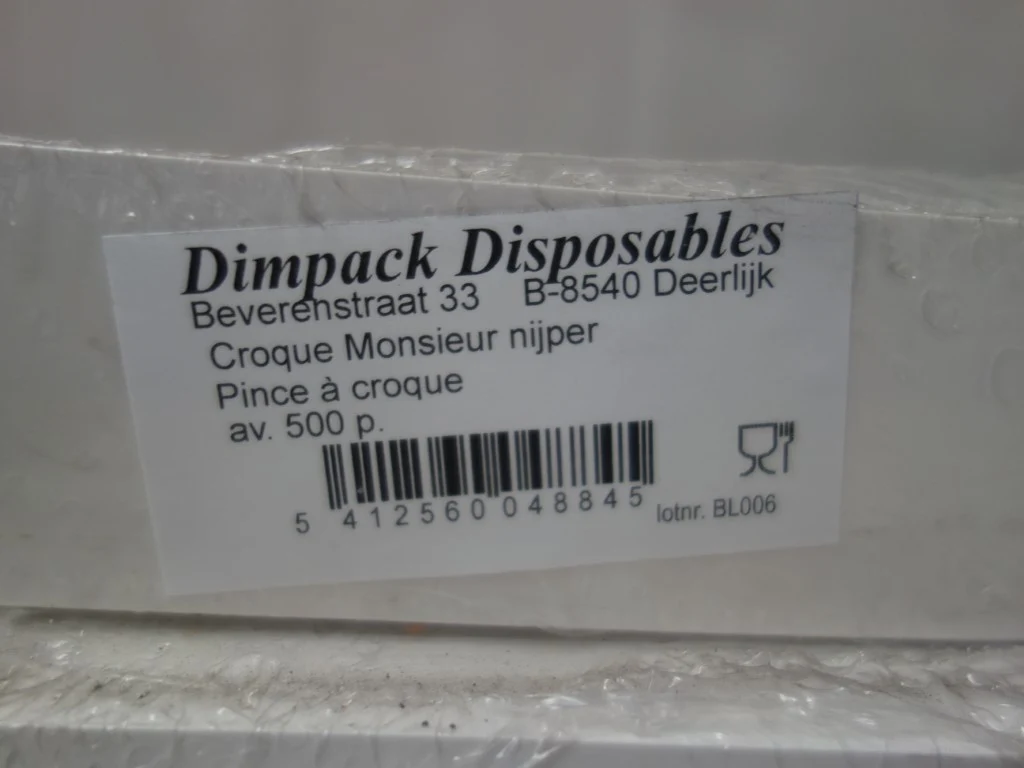 Dimpack Disposables
Beverenstraat 33 B-8540 Deerlijk
Croque Monsieur nijper
Pince à croque
av. 500 p.
5 412560 048845
lotnr. BL006